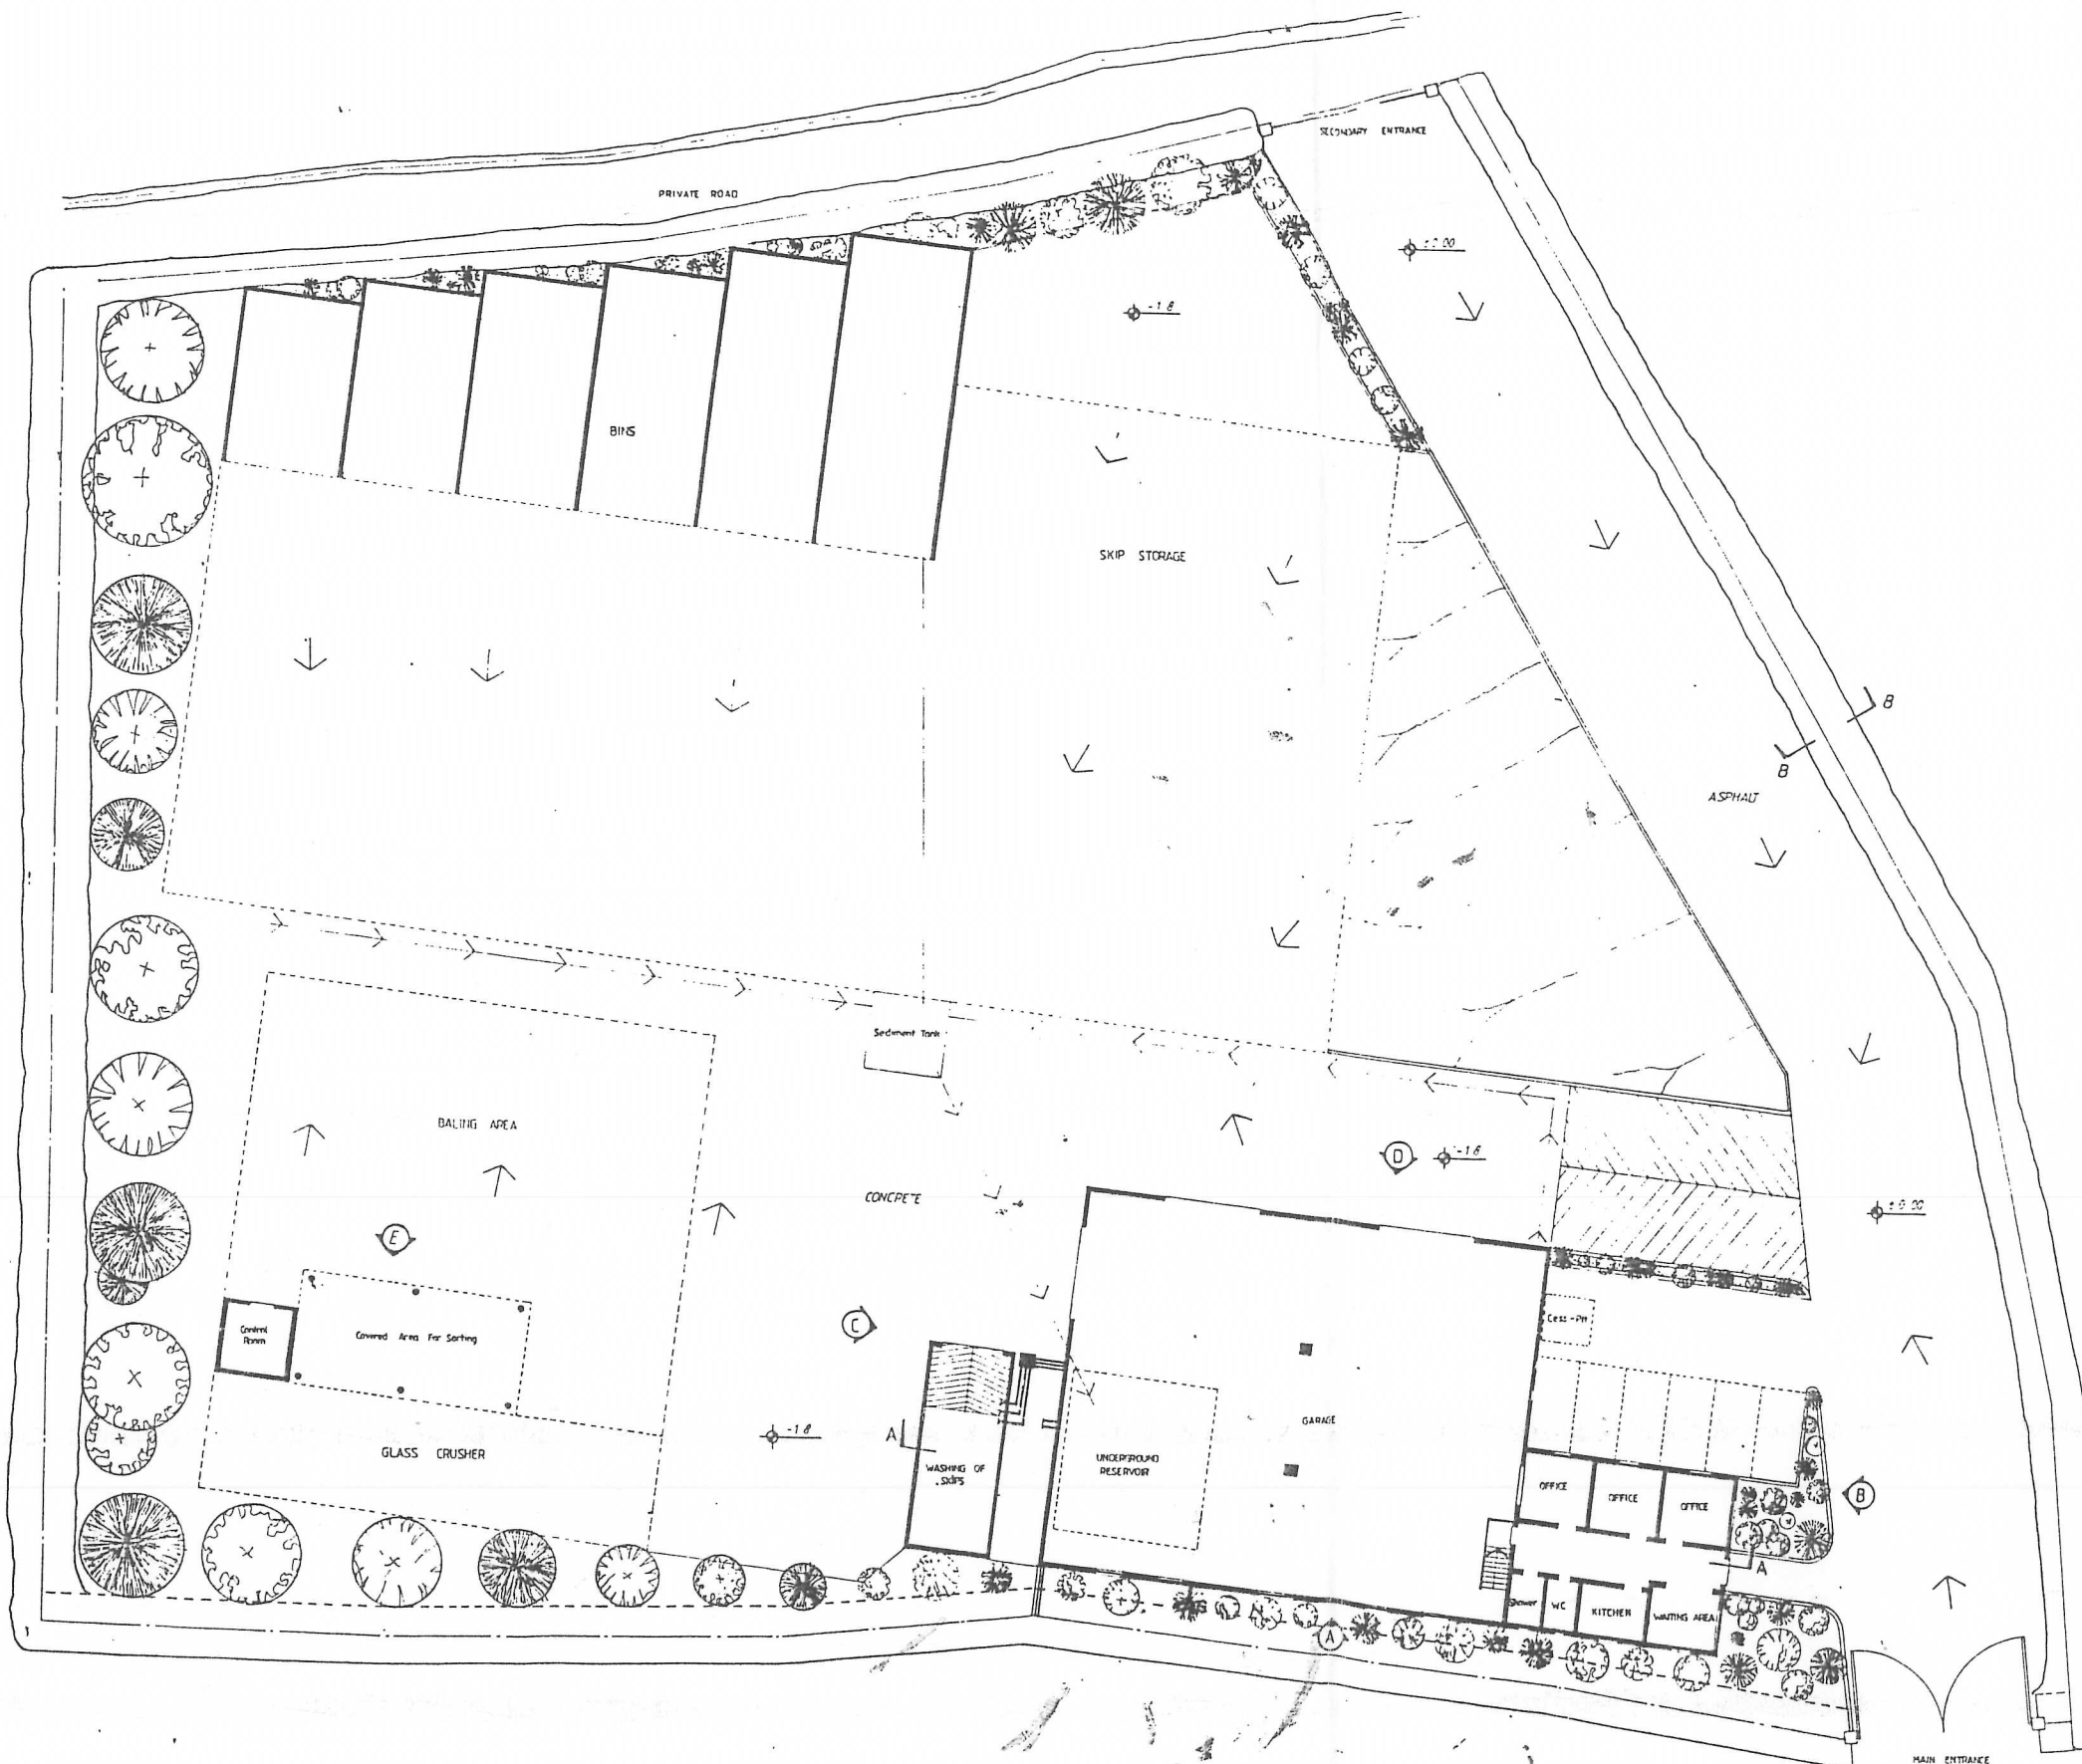 SECONDARY ENTRANCE
PRIVATE ROAD
±0.00
-1.8
BINS
SKIP STORAGE
B
B
ASPHALT
Sediment Tank
BALING AREA
D
-1.8
CONCRETE
±0.00
E
Cess-Pit
C
Control
Room
Covered Area For Sorting
GARAGE
-1.8
A
GLASS CRUSHER
UNDERGROUND
RESERVOIR
WASHING OF
SKIPS
OFFICE
OFFICE
OFFICE
B
A
Shower
WC
KITCHEN
WAITING AREA
A
MAIN ENTRANCE